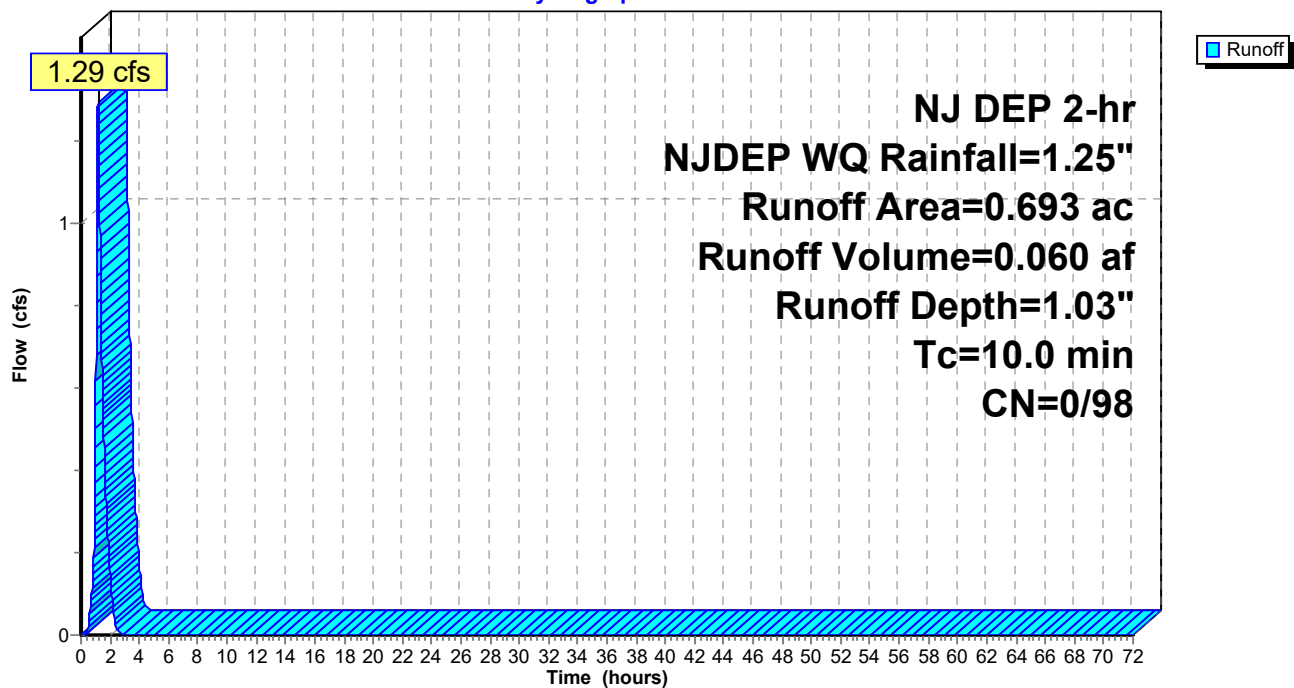 1.29 cfs
Runoff
NJ DEP 2-hr
NJDEP WQ Rainfall=1.25"
Runoff Area=0.693 ac
Runoff Volume=0.060 af
Runoff Depth=1.03"
Tc=10.0 min
CN=0/98
1
Flow (cfs)
0
0 2 4 6 8 10 12 14 16 18 20 22 24 26 28 30 32 34 36 38 40 42 44 46 48 50 52 54 56 58 60 62 64 66 68 70 72
Time (hours)